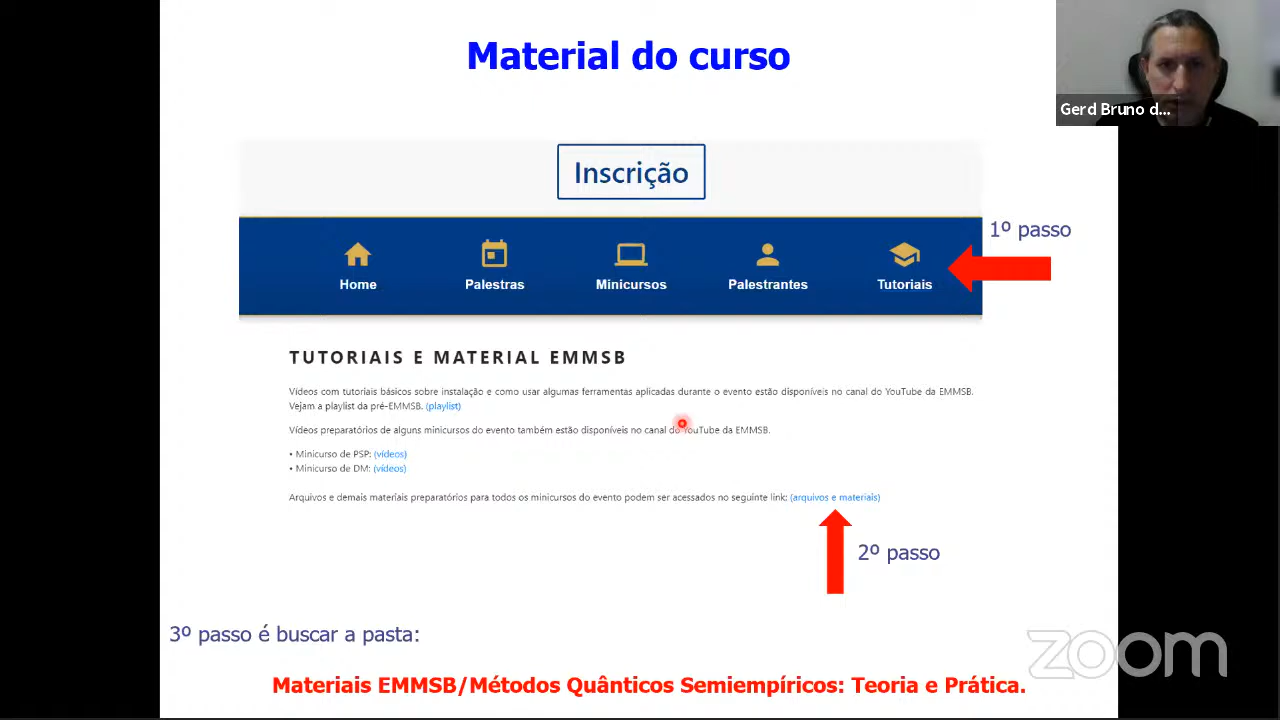 Material do curso
Gerd Bruno d...
Inscrição
1º passo
Home
Palestras
Minicursos
Palestrantes
Tutoriais
TUTORIAIS E MATERIAL EMMSB
Vídeos com tutoriais básicos sobre instalação e como usar algumas ferramentas aplicadas durante o evento estão disponíveis no canal do YouTube da EMMSB.
Vejam a playlist da pré-EMMSB. (playlist)
Vídeos preparatórios de alguns minicursos do evento também estão disponíveis no canal do YouTube da EMMSB.
• Minicurso de PSP: (vídeos)
• Minicurso de DM: (vídeos)
Arquivos e demais materiais preparatórios para todos os minicursos do evento podem ser acessados no seguinte link: (arquivos e materiais)
2º passo
3º passo é buscar a pasta:
zoom
Materiais EMMSB/Métodos Quânticos Semiempíricos: Teoria e Prática.